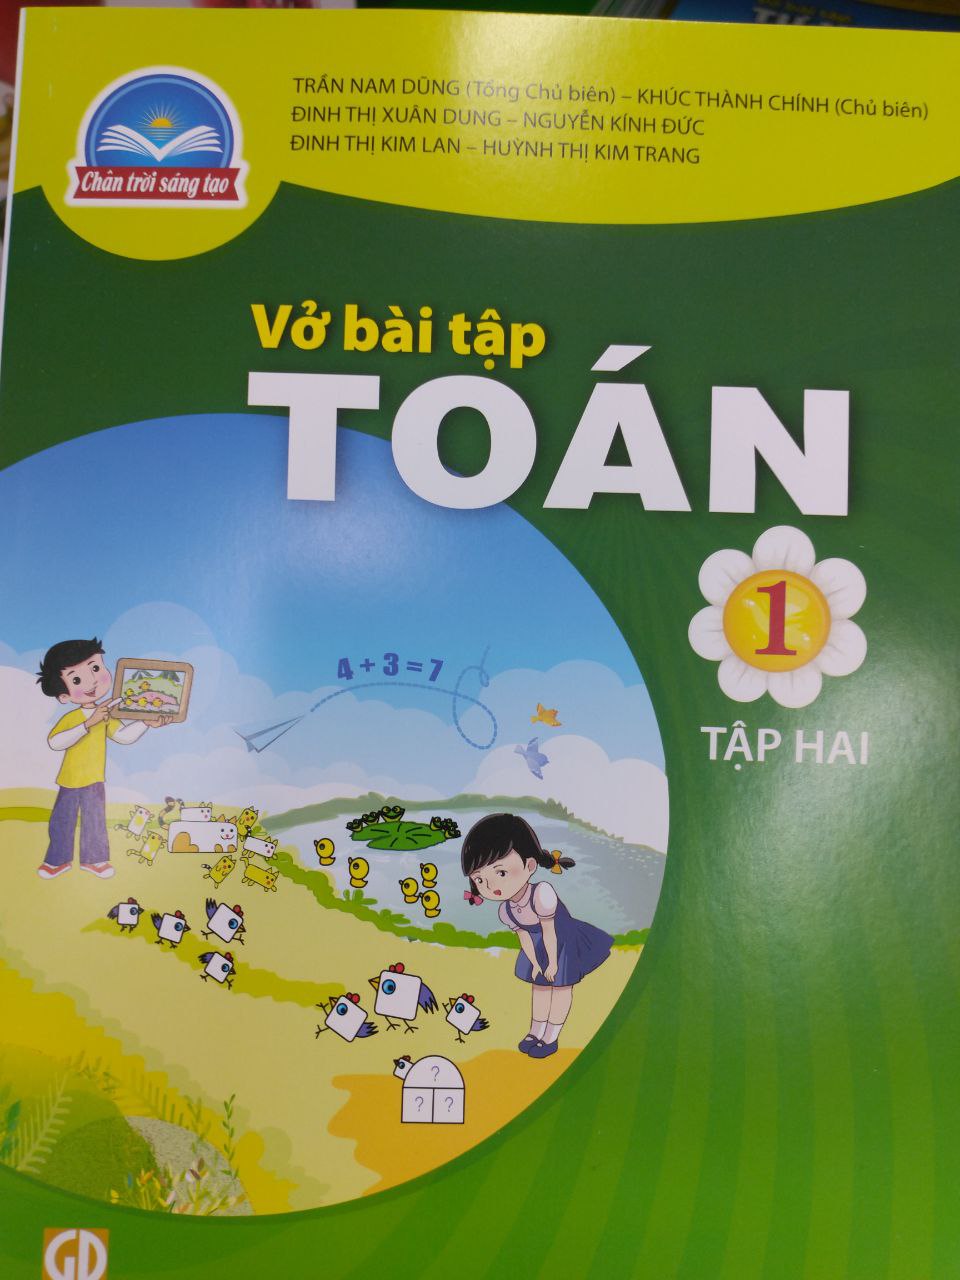 TRẦN NAM DŨNG (Tổng Chủ biên) – KHÚC THÀNH CHÍNH (Chủ biên)
ĐINH THỊ XUÂN DUNG – NGUYỄN KÍNH ĐỨC
ĐINH THỊ KIM LAN – HUỲNH THỊ KIM TRANG
Chân trời sáng tạo
Vở bài tập
TOÁN
1
TẬP HAI
4 + 3 = 7
?
? ?
GD